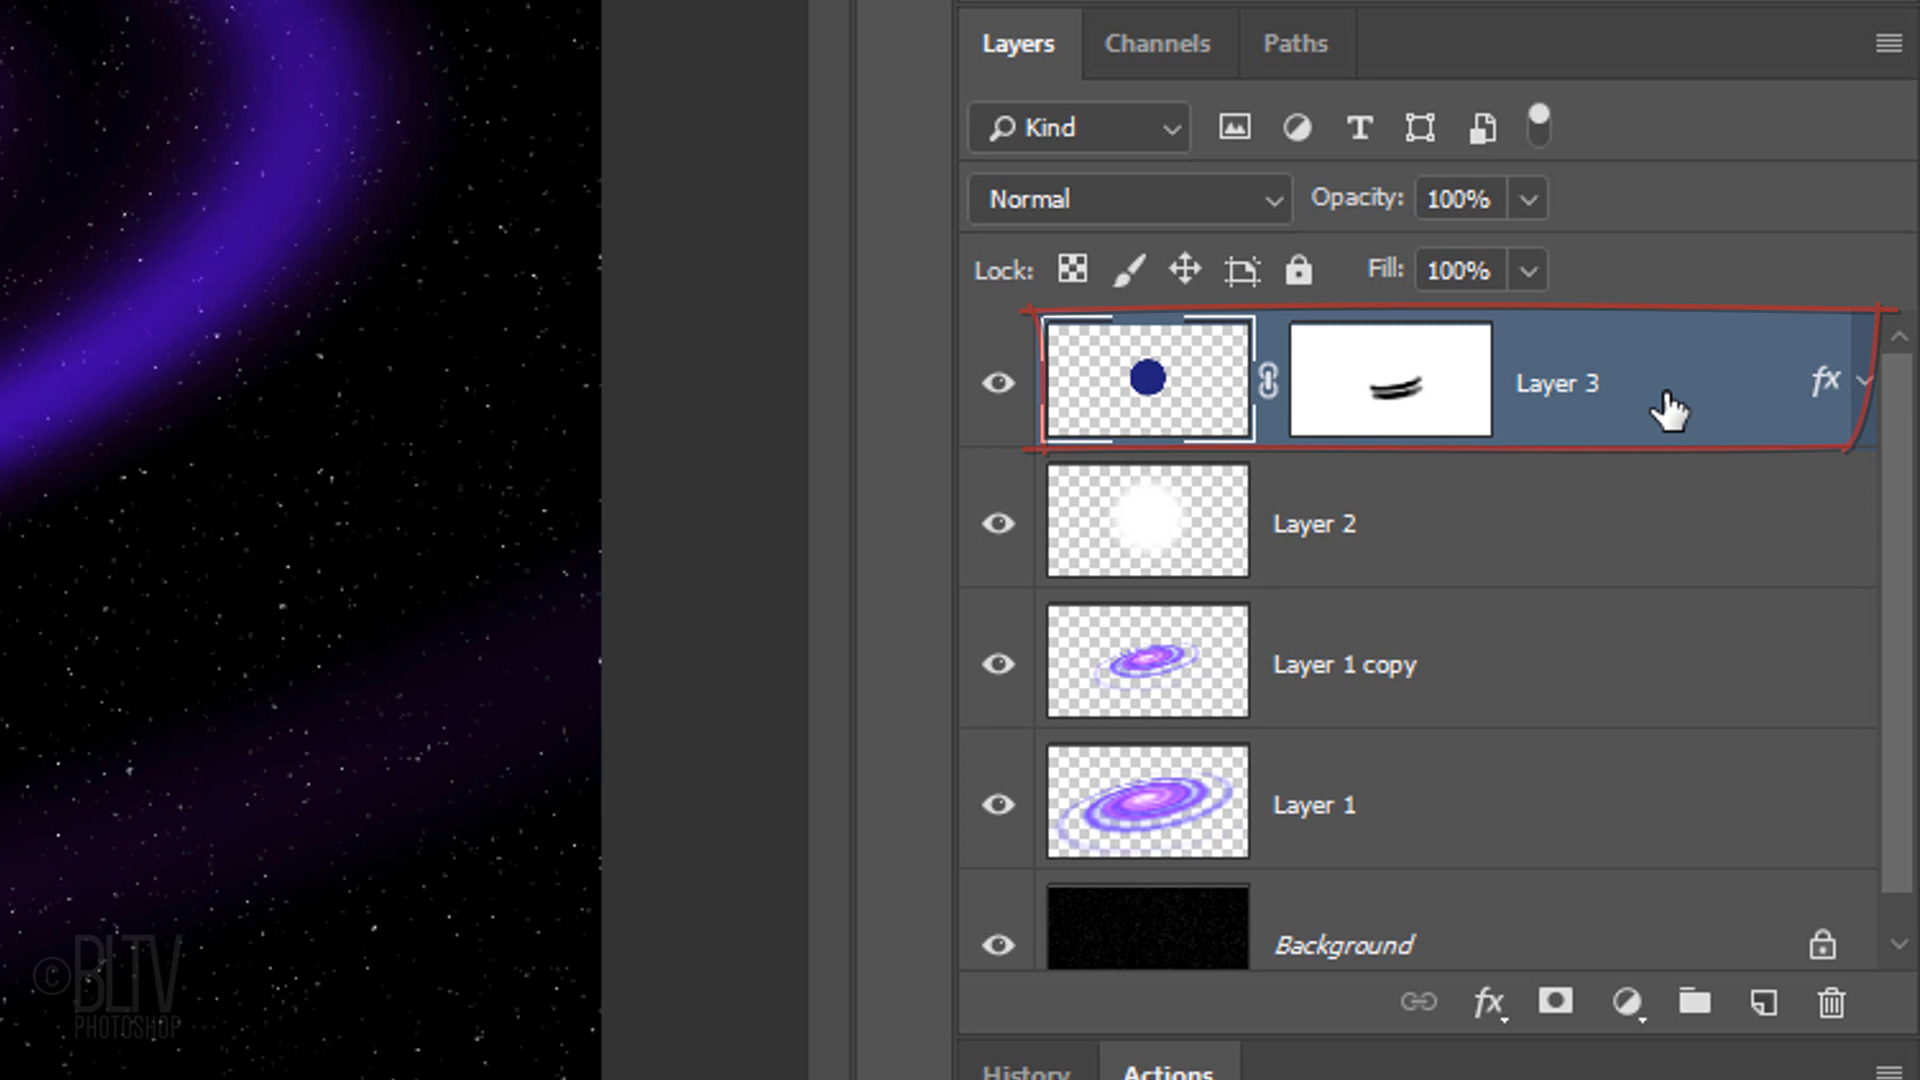 Layers Channels Paths
Kind
Normal Opacity: 100%
Lock: Fill: 100%
Layer 3 fx
Layer 2
Layer 1 copy
Layer 1
Background
fx
History Actions
©BLTV
PHOTOSHOP